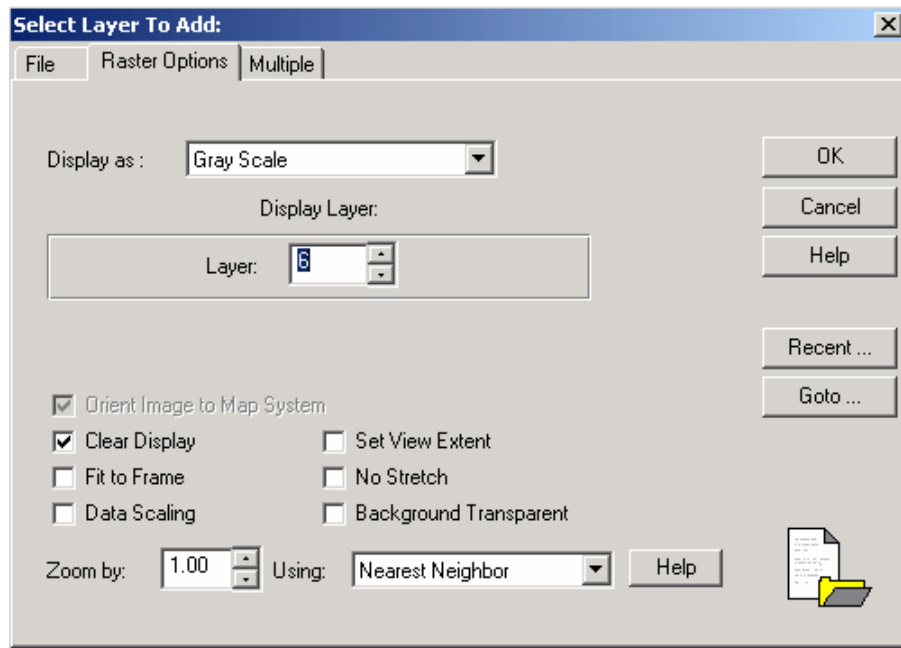 Select Layer To Add:
File Raster Options Multiple
Display as : Gray Scale
OK
Display Layer:
Cancel
Layer: 6
Help
Recent ...
Orient Image to Map System
Goto ...
Clear Display Set View Extent
Fit to Frame No Stretch
Data Scaling Background Transparent
Zoom by: 1.00 Using: Nearest Neighbor Help